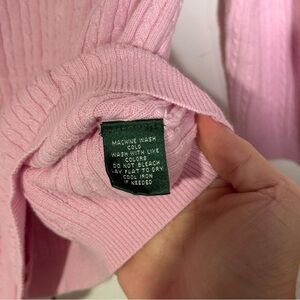 MACHINE WASH
COLD
WASH WITH LIKE
COLORS
DO NOT BLEACH
LAY FLAT TO DRY
COOL IRON
IF NEEDED